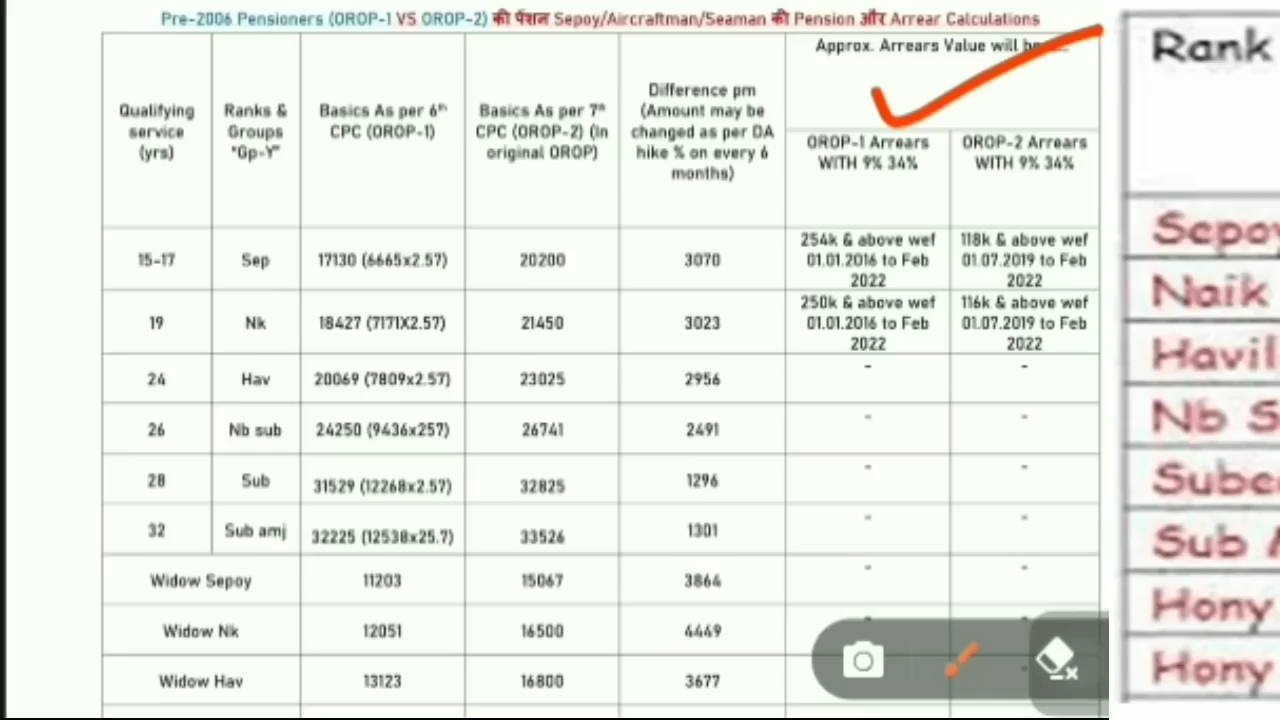 Pre-2006 Pensioners (OROP-1 VS OROP-2) की पेंशन Sepoy/Aircraftman/Seaman की Pension और Arrear Calculations
Qualifying
service
(yrs)
Ranks &
Groups
"Gp-Y"
Basics As per 6th
CPC (OROP-1)
Basics As per 7th
CPC (OROP-2) (In
original OROP)
Difference pm
(Amount may be
changed as per DA
hike % on every 6
months)
Approx. Arrears Value will
OROP-1 Arrears
WITH 9% 34%
OROP-2 Arrears
WITH 9% 34%
15-17 Sep 17130 (6665x2.57) 20200 3070
254k & above wef
01.01.2016 to Feb
2022
118k & above wef
01.07.2019 to Feb
2022
19 Nk 18427 (7171X2.57) 21450 3023
250k & above wef
01.01.2016 to Feb
2022
116k & above wef
01.07.2019 to Feb
2022
24 Hav 20069 (7809x2.57) 23025 2956 - -
26 Nb sub 24250 (9436x257) 26741 2491 - -
28 Sub 31529 (12268x2.57) 32825 1296 - -
32 Sub amj 32225 (12538x25.7) 33526 1301 - -
Widow Sepoy 11203 15067 3864 - -
Widow Nk 12051 16500 4449 - -
Widow Hav 13123 16800 3677 -
Rank
Sepoy
Naik
Havil
Nb S
Sube
Sub
Hony
Hony